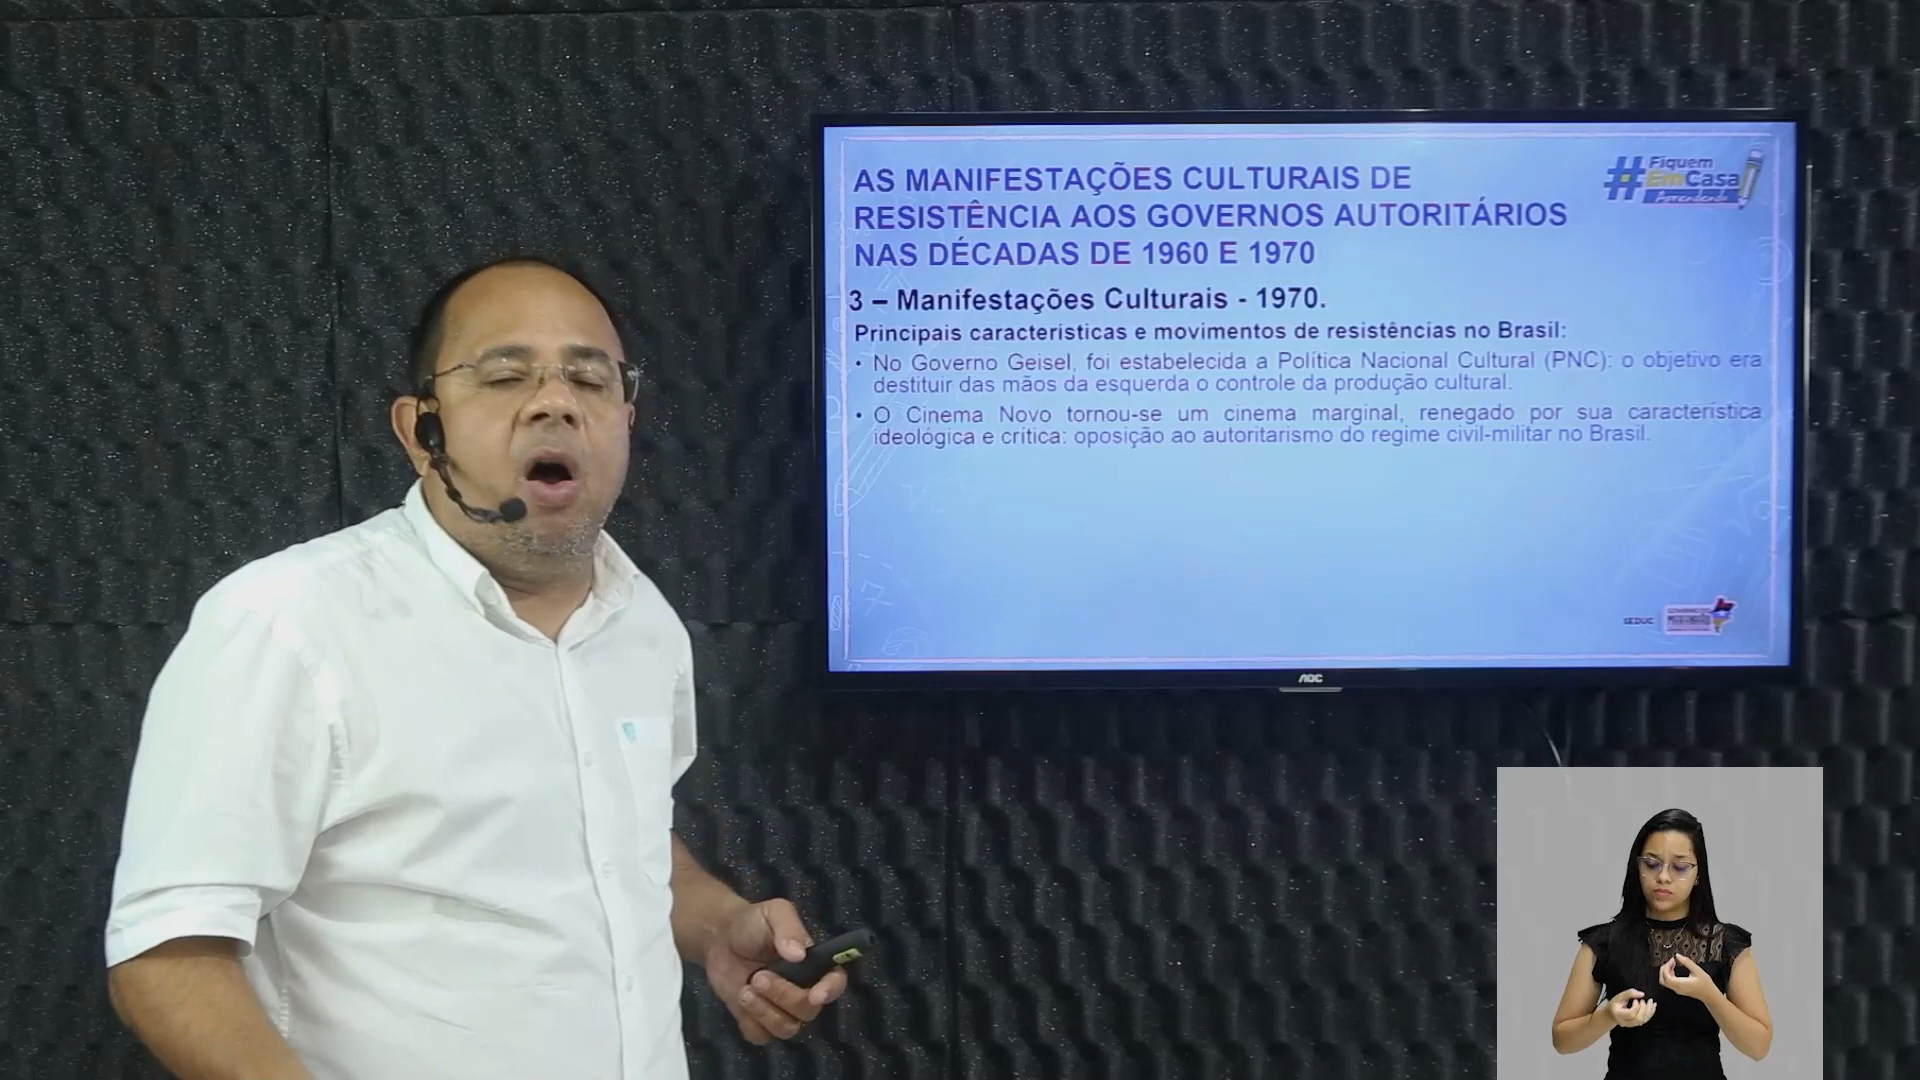 AS MANIFESTAÇÕES CULTURAIS DE
RESISTÊNCIA AOS GOVERNOS AUTORITÁRIOS
NAS DÉCADAS DE 1960 E 1970
#Fiquem
EmCasa
Aprendendo
3 – Manifestações Culturais - 1970.
Principais características e movimentos de resistências no Brasil:
• No Governo Geisel, foi estabelecida a Política Nacional Cultural (PNC): o objetivo era
destituir das mãos da esquerda o controle da produção cultural.
• O Cinema Novo tornou-se um cinema marginal, renegado por sua característica
ideológica e crítica: oposição ao autoritarismo do regime civil-militar no Brasil.
SEDUC
AOC